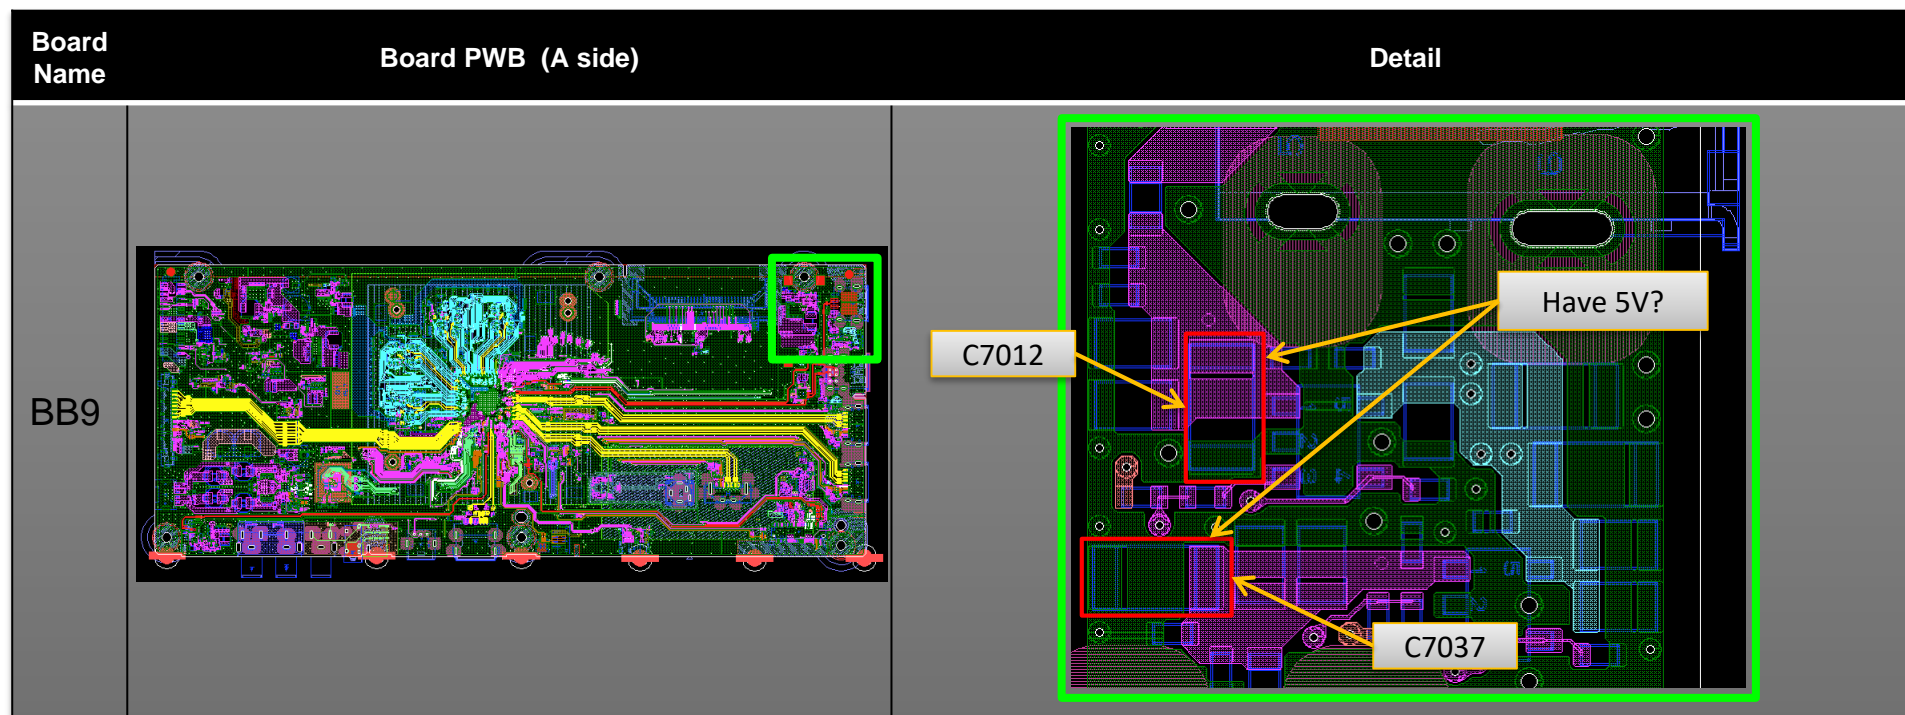 Board
Name
Board PWB (A side)
Detail
BB9
Have 5V?
C7012
C7037